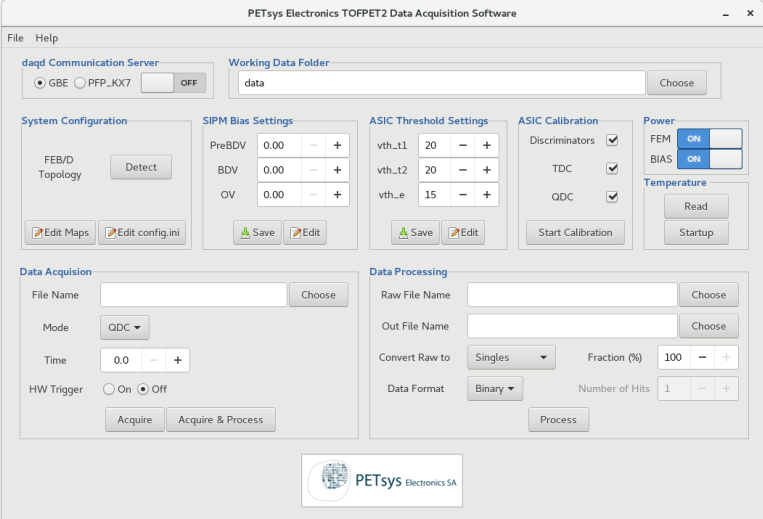 PETsys Electronics TOFPET2 Data Acquisition Software
File Help
daqd Communication Server
GBE PFP_KX7 OFF
Working Data Folder
data Choose
System Configuration
FEB/D
Topology
Detect
Edit Maps Edit config.ini
SIPM Bias Settings
PreBDV 0.00 − +
BDV 0.00 − +
OV 0.00 − +
Save Edit
ASIC Threshold Settings
vth_t1 20 − +
vth_t2 20 − +
vth_e 15 − +
Save Edit
ASIC Calibration
Discriminators
TDC
QDC
Start Calibration
Power
FEM ON
BIAS ON
Temperature
Read
Startup
Data Acquision
File Name Choose
Mode QDC
Time 0.0 − +
HW Trigger On Off
Acquire Acquire & Process
Data Processing
Raw File Name Choose
Out File Name Choose
Convert Raw to Singles Fraction (%) 100 − +
Data Format Binary Number of Hits 1 − +
Process
PETsys Electronics SA